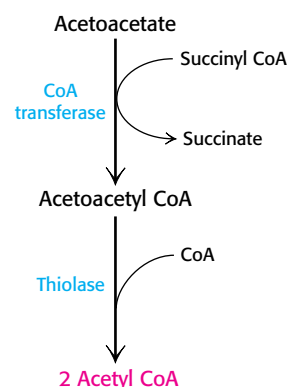 Acetoacetate
Succinyl CoA
CoA
transferase
Succinate
Acetoacetyl CoA
CoA
Thiolase
2 Acetyl CoA